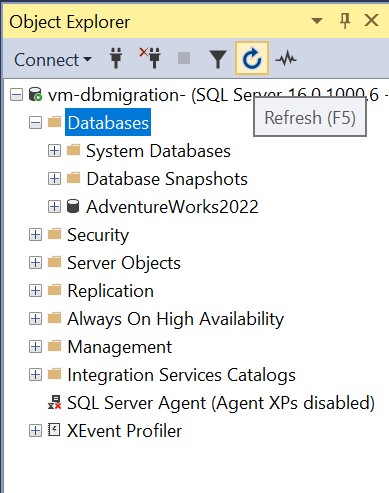 Object Explorer
Connect
vm-dbmigration- (SQL Server 16.0.1000.6 -
Refresh (F5)
Databases
System Databases
Database Snapshots
AdventureWorks2022
Security
Server Objects
Replication
Always On High Availability
Management
Integration Services Catalogs
SQL Server Agent (Agent XPs disabled)
XEvent Profiler